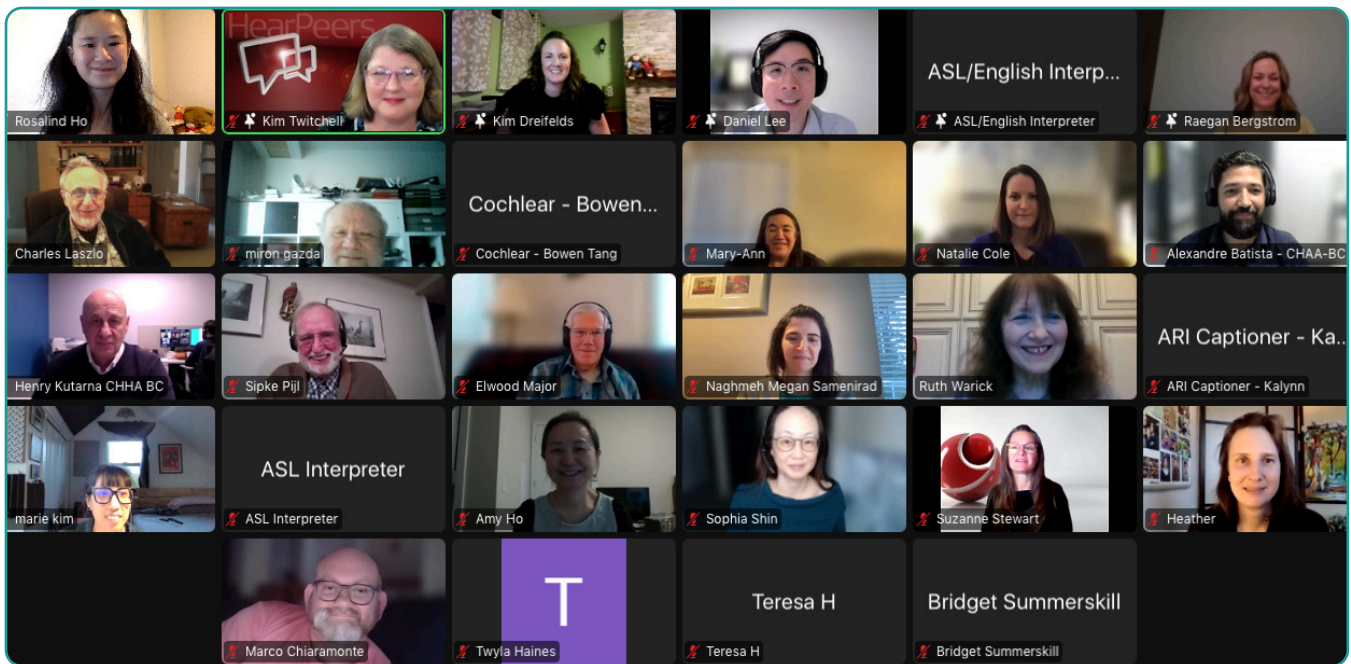 Rosalind Ho
HearPeers
Kim Twitchell
Kim Dreifelds
Daniel Lee
ASL/English Interp...
ASL/English Interpreter
Raegan Bergstrom
Charles Laszlo
miron gazda
Cochlear - Bowen...
Cochlear - Bowen Tang
Mary-Ann
Natalie Cole
Alexandre Batista - CHAA-BC
Henry Kutarna CHHA BC
Sipke Pijl
Elwood Major
Naghmeh Megan Samenirad
Ruth Warick
ARI Captioner - Ka..
ARI Captioner - Kalynn
marie kim
ASL Interpreter
ASL Interpreter
Amy Ho
Sophia Shin
Suzanne Stewart
Heather
Marco Chiaramonte
T
Twyla Haines
Teresa H
Teresa H
Bridget Summerskill
Bridget Summerskill